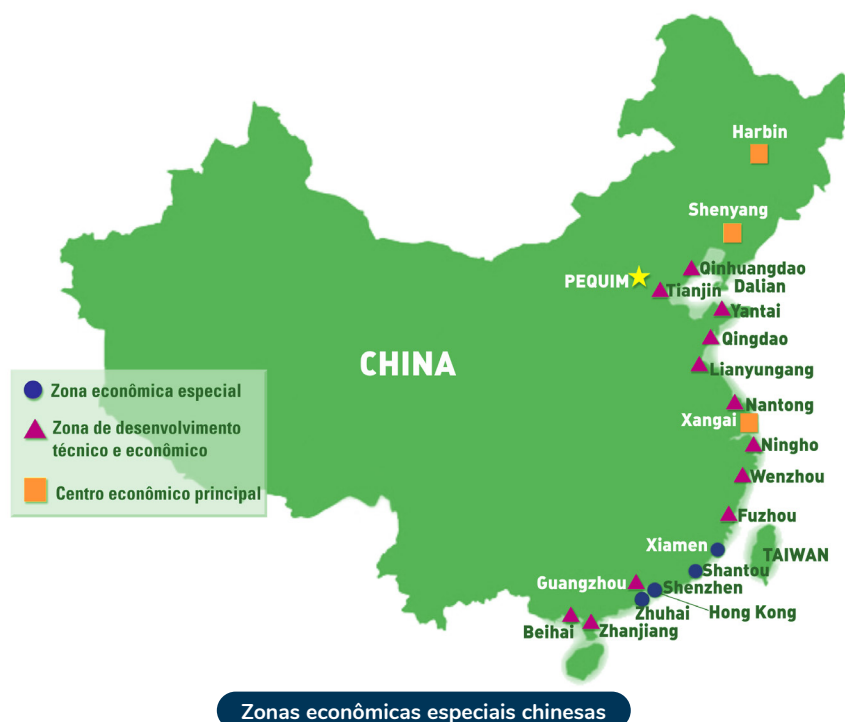 Harbin
Shenyang
Qinhuangdao
PEQUIM
Tianjin
Dalian
Yantai
Qingdao
CHINA
Lianyungang
Zona econômica especial
Zona de desenvolvimento
técnico e econômico
Centro econômico principal
Nantong
Xangai
Ningho
Wenzhou
Fuzhou
Xiamen
TAIWAN
Shantou
Guangzhou
Shenzhen
Zhuhai
Hong Kong
Beihai
Zhanjiang
Zonas econômicas especiais chinesas